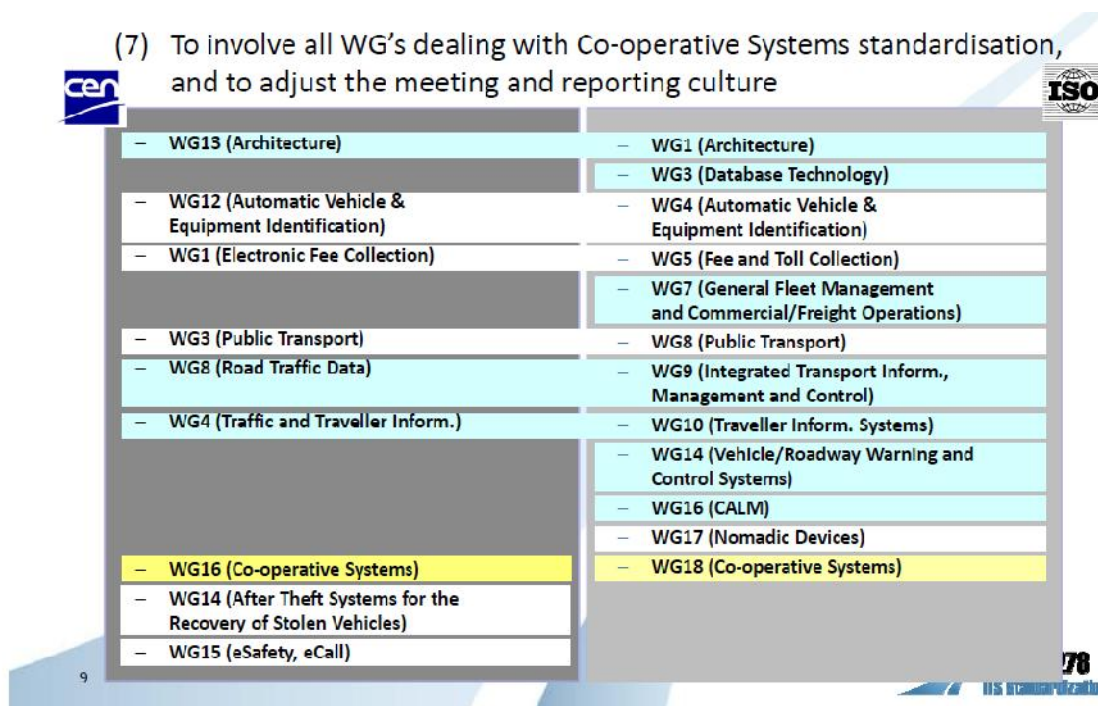 (7) To involve all WG's dealing with Co-operative Systems standardisation,
and to adjust the meeting and reporting culture
cen
ISO
– WG13 (Architecture)
– WG12 (Automatic Vehicle &
Equipment Identification)
– WG1 (Electronic Fee Collection)
– WG3 (Public Transport)
– WG8 (Road Traffic Data)
– WG4 (Traffic and Traveller Inform.)
– WG16 (Co-operative Systems)
– WG14 (After Theft Systems for the
Recovery of Stolen Vehicles)
– WG15 (eSafety, eCall)
– WG1 (Architecture)
– WG3 (Database Technology)
– WG4 (Automatic Vehicle &
Equipment Identification)
– WG5 (Fee and Toll Collection)
– WG7 (General Fleet Management
and Commercial/Freight Operations)
– WG8 (Public Transport)
– WG9 (Integrated Transport Inform.,
Management and Control)
– WG10 (Traveller Inform. Systems)
– WG14 (Vehicle/Roadway Warning and
Control Systems)
– WG16 (CALM)
– WG17 (Nomadic Devices)
– WG18 (Co-operative Systems)
9
278